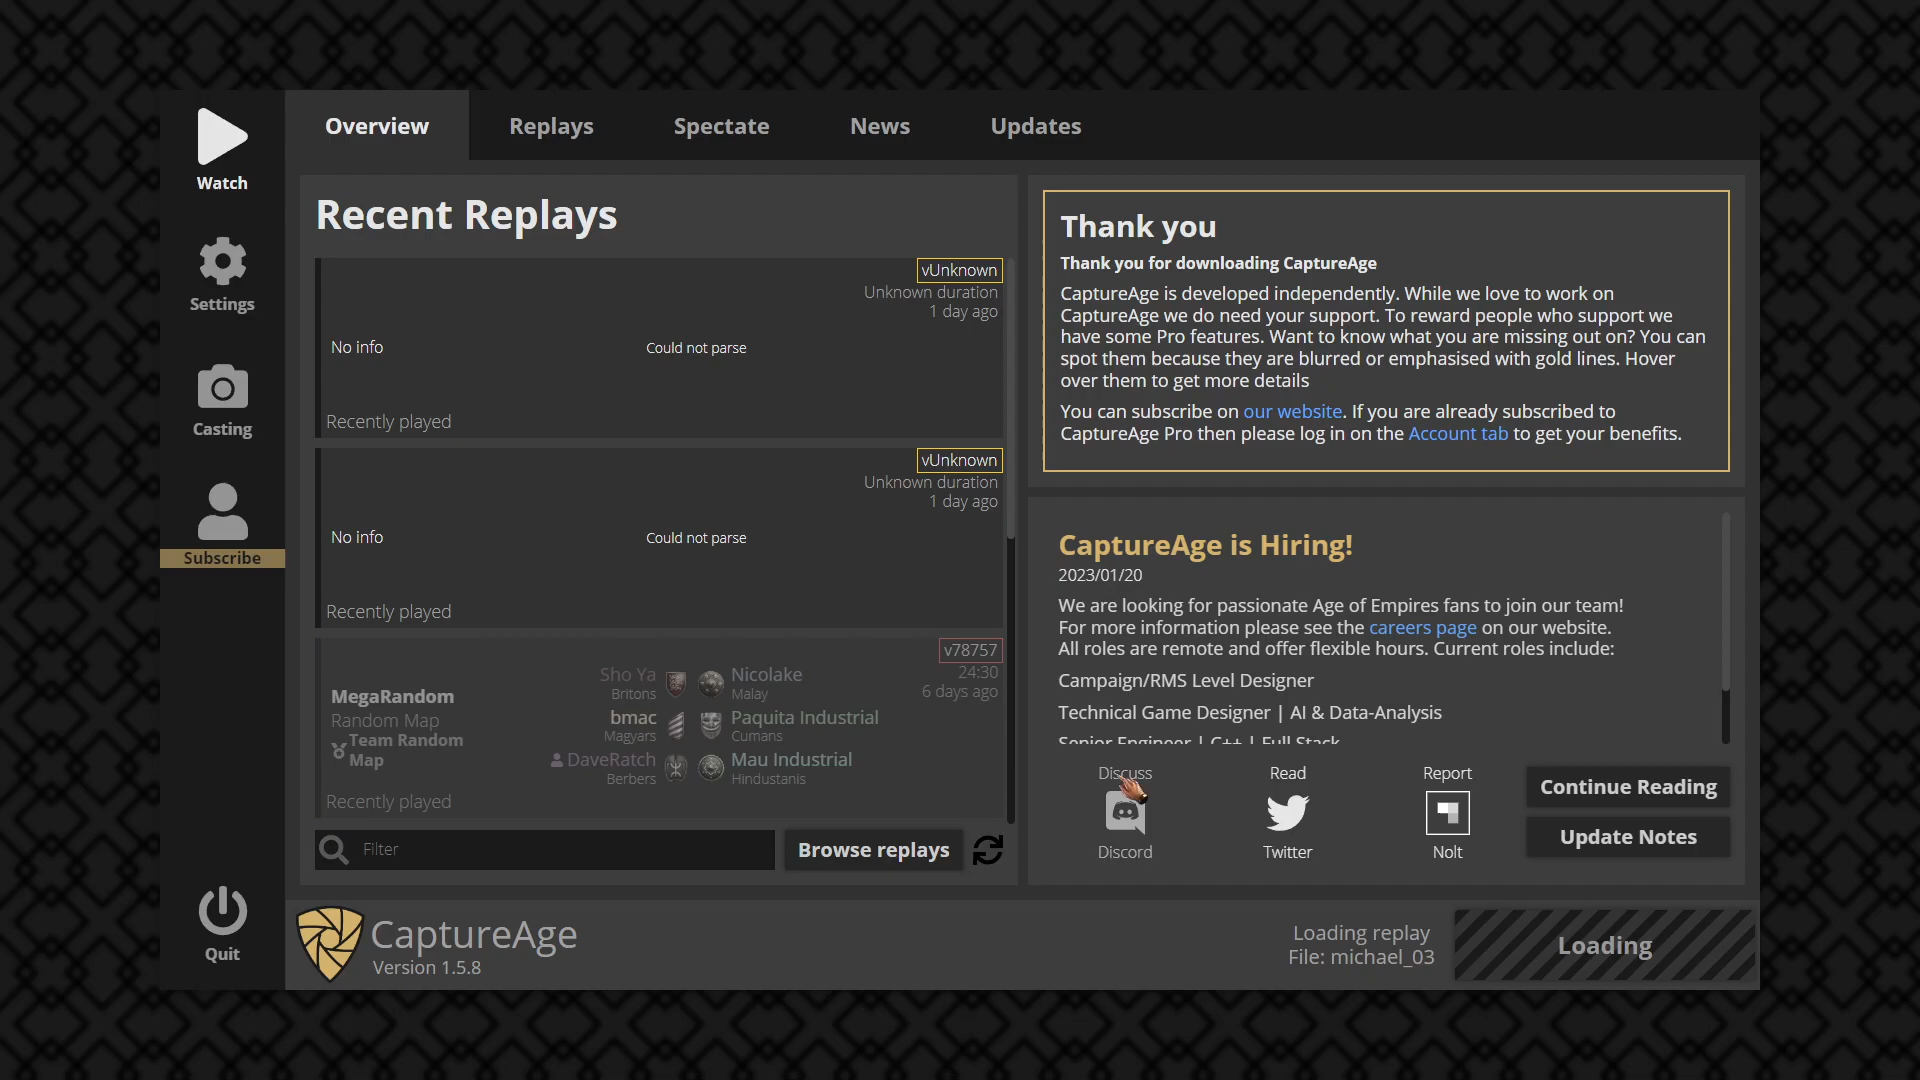 Watch
Settings
Casting
Subscribe
Quit
Overview
Replays
Spectate
News
Updates
Recent Replays
vUnknown
Unknown duration
1 day ago
No info
Could not parse
Recently played
vUnknown
Unknown duration
1 day ago
No info
Could not parse
Recently played
v78757
24:30
6 days ago
MegaRandom
Random Map
Team Random
Map
Sho Ya
Britons
Nicolake
Malay
bmac
Magyars
Paquita Industrial
Cumans
DaveRatch
Berbers
Mau Industrial
Hindustanis
Recently played
Filter
Browse replays
Thank you
Thank you for downloading CaptureAge
CaptureAge is developed independently. While we love to work on
CaptureAge we do need your support. To reward people who support we
have some Pro features. Want to know what you are missing out on? You can
spot them because they are blurred or emphasised with gold lines. Hover
over them to get more details
You can subscribe on our website. If you are already subscribed to
CaptureAge Pro then please log in on the Account tab to get your benefits.
CaptureAge is Hiring!
2023/01/20
We are looking for passionate Age of Empires fans to join our team!
For more information please see the careers page on our website.
All roles are remote and offer flexible hours. Current roles include:
Campaign/RMS Level Designer
Technical Game Designer | AI & Data-Analysis
Senior Engineer | C++ | Full Stack
Discuss
Discord
Read
Twitter
Report
Nolt
Continue Reading
Update Notes
CaptureAge
Version 1.5.8
Loading replay
File: michael_03
Loading